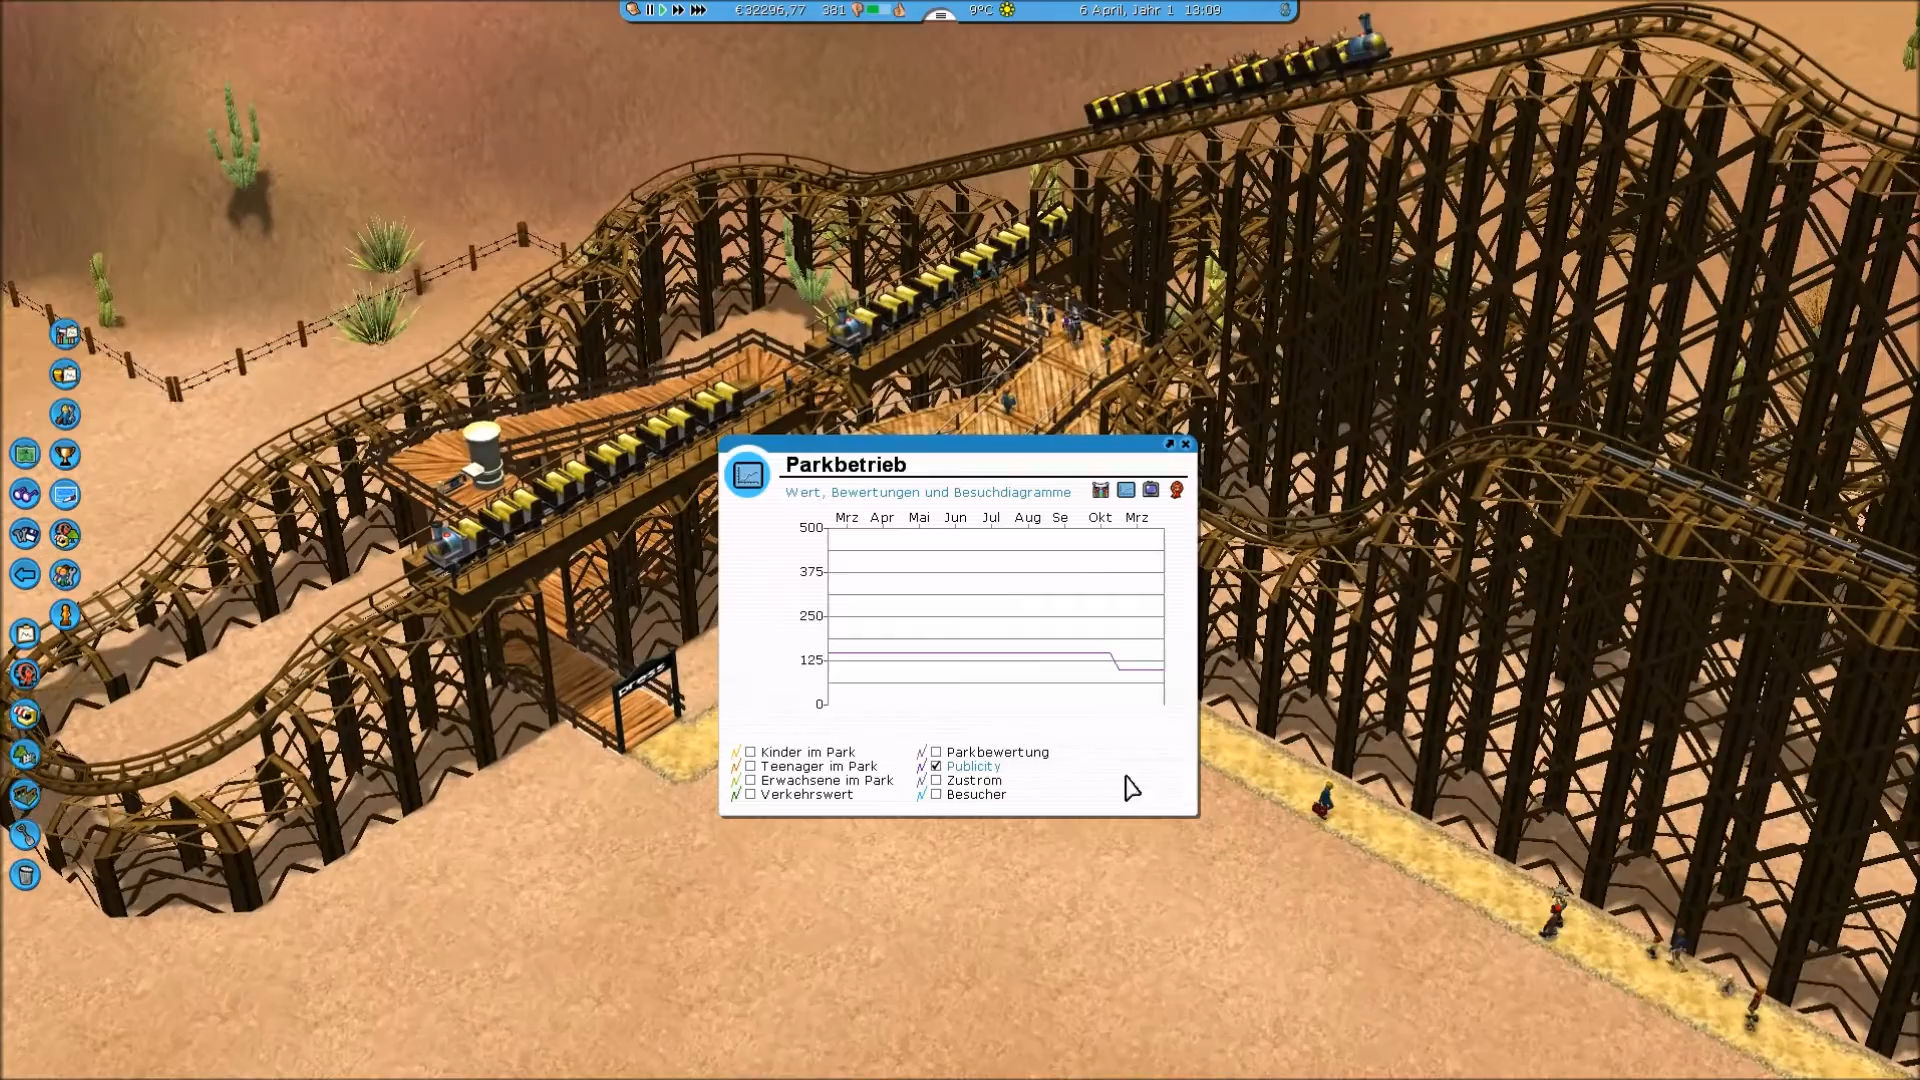 €32296,77 381 9°C 6 April, Jahr 1 13:09
Parkbetrieb
Wert, Bewertungen und Besuchdiagramme
Mrz Apr Mai Jun Jul Aug Se Okt Mrz
500
375
250
125
0
Kinder im Park
Teenager im Park
Erwachsene im Park
Verkehrswert
Parkbewertung
Publicity
Zustrom
Besucher